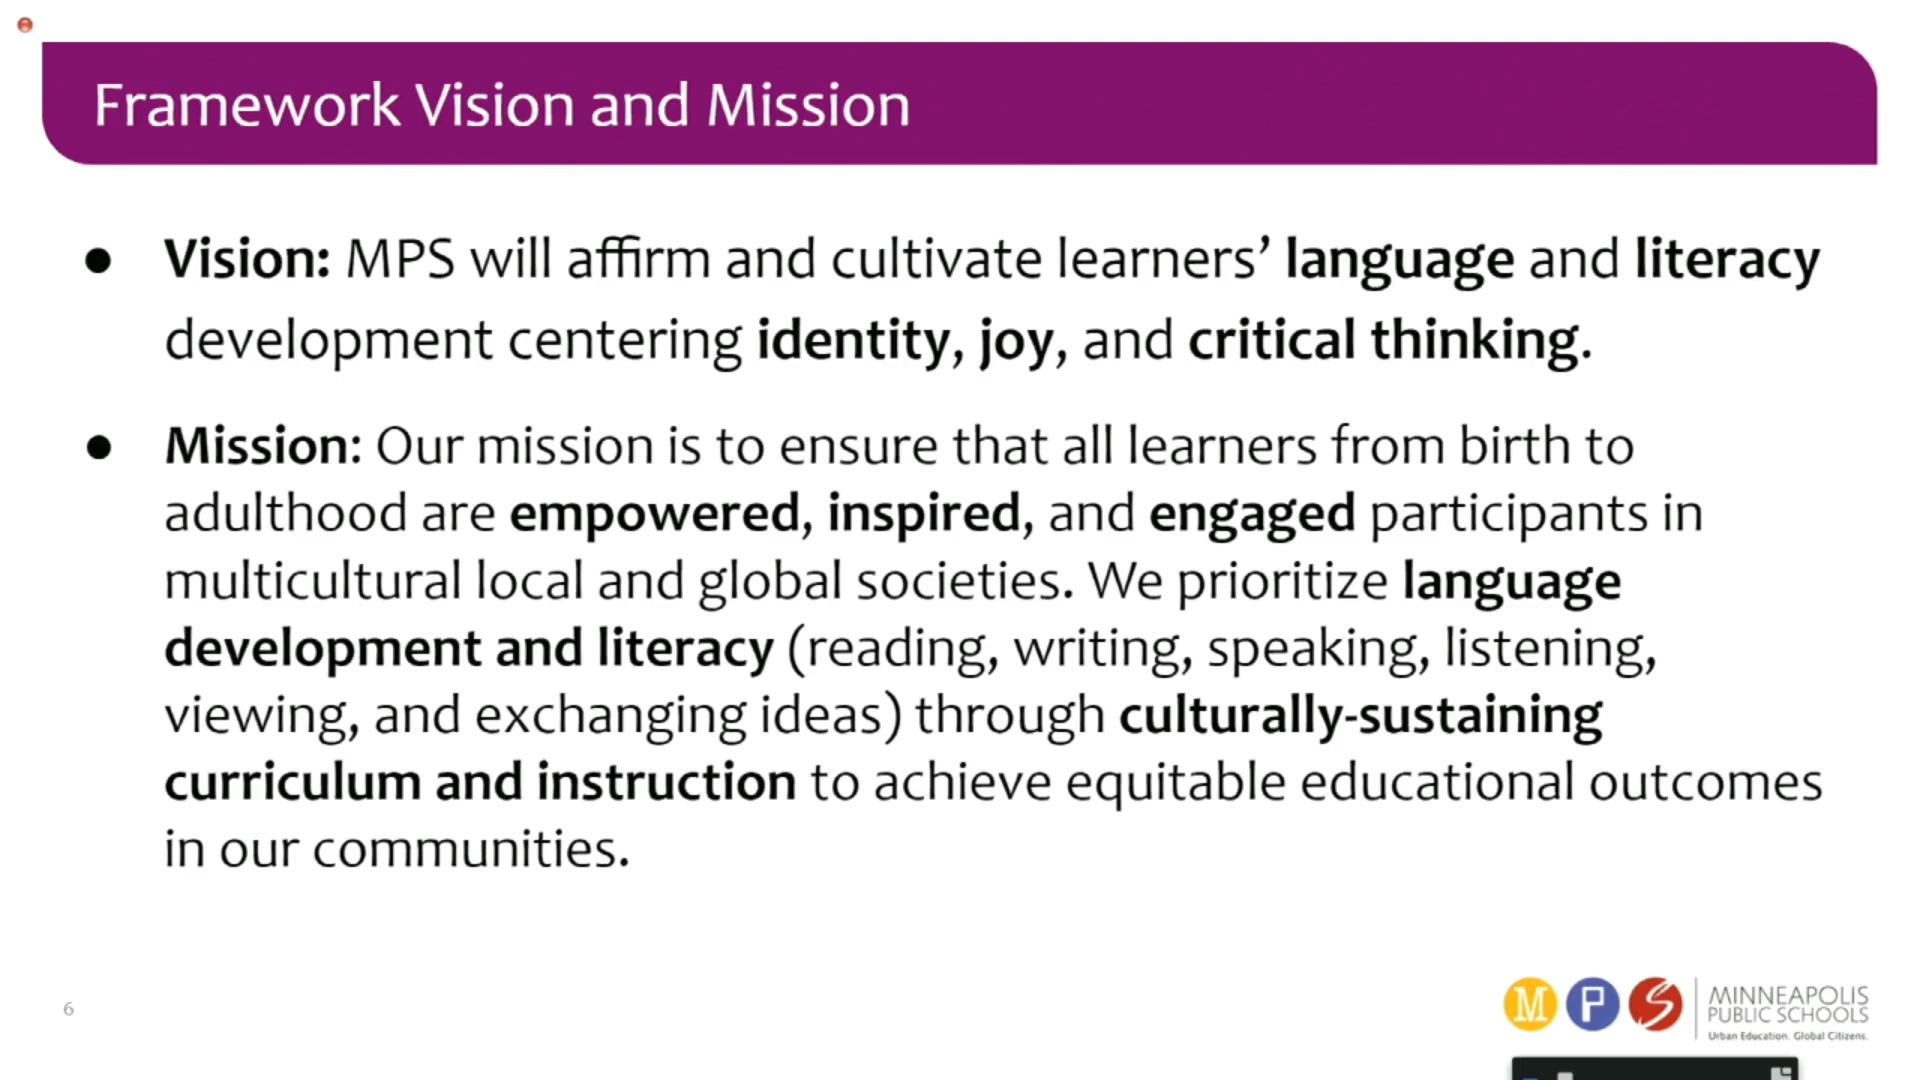 Framework Vision and Mission
● Vision: MPS will affirm and cultivate learners’ language and literacy
development centering identity, joy, and critical thinking.
● Mission: Our mission is to ensure that all learners from birth to
adulthood are empowered, inspired, and engaged participants in
multicultural local and global societies. We prioritize language
development and literacy (reading, writing, speaking, listening,
viewing, and exchanging ideas) through culturally-sustaining
curriculum and instruction to achieve equitable educational outcomes
in our communities.
6
M P S
MINNEAPOLIS
PUBLIC SCHOOLS
Urban Education. Global Citizens.